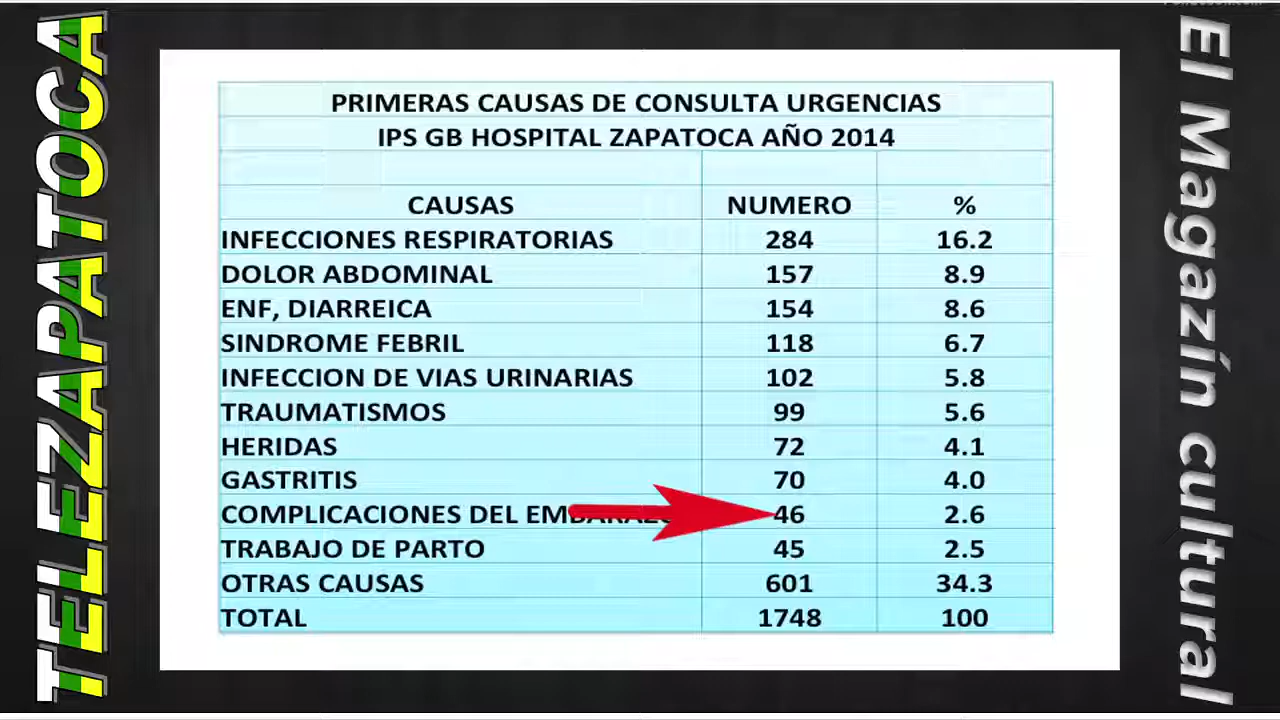 TELEZAPATOCA
PRIMERAS CAUSAS DE CONSULTA URGENCIAS
IPS GB HOSPITAL ZAPATOCA AÑO 2014
CAUSAS NUMERO %
INFECCIONES RESPIRATORIAS 284 16.2
DOLOR ABDOMINAL 157 8.9
ENF, DIARREICA 154 8.6
SINDROME FEBRIL 118 6.7
INFECCION DE VIAS URINARIAS 102 5.8
TRAUMATISMOS 99 5.6
HERIDAS 72 4.1
GASTRITIS 70 4.0
COMPLICACIONES DEL EMBARAZO 46 2.6
TRABAJO DE PARTO 45 2.5
OTRAS CAUSAS 601 34.3
TOTAL 1748 100
El Magazín cultural